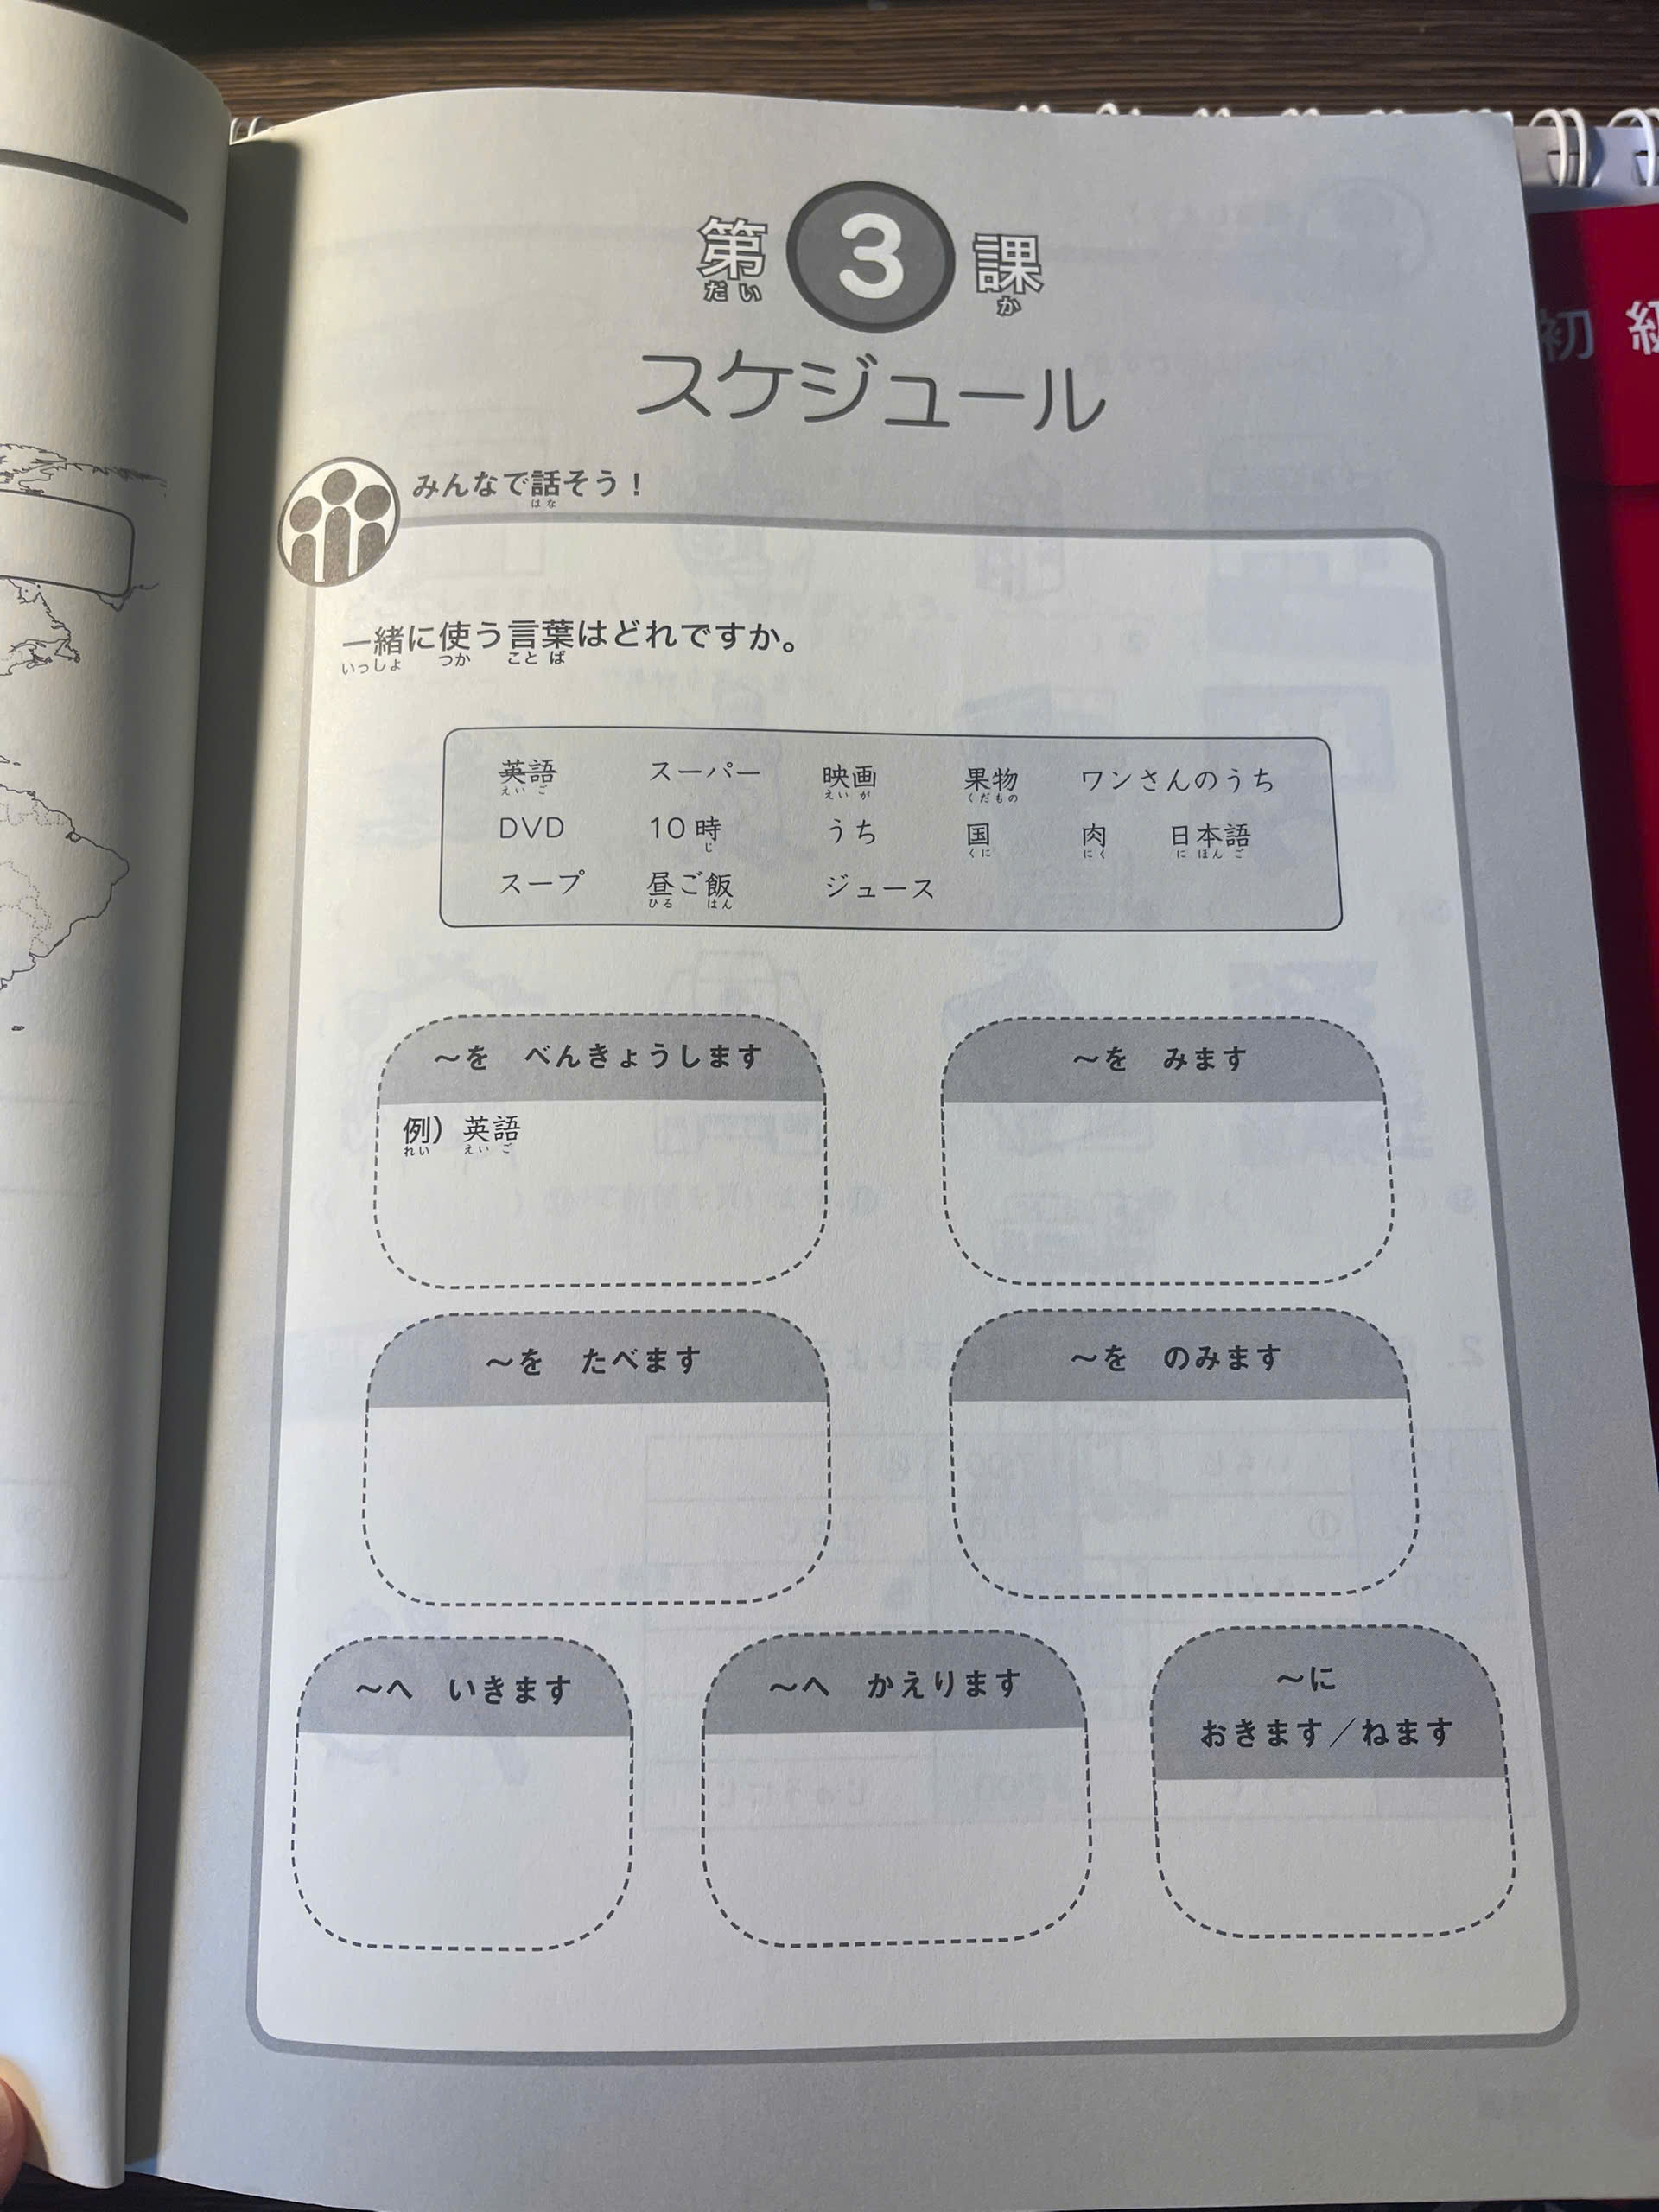 第3課
だい か
スケジュール
みんなで話そう！
はな
一緒に使う言葉はどれですか。
いっしょ つか ことば
英語 スーパー 映画 果物 ワンさんのうち
えいご えいが くだもの
DVD 10時 うち 国 肉 日本語
じ くに にく にほんご
スープ 昼ご飯 ジュース
ひる はん
〜を べんきょうします
例）英語
れい えいご
〜を みます
〜を たべます
〜を のみます
〜へ いきます
〜へ かえります
〜に
おきます／ねます
初